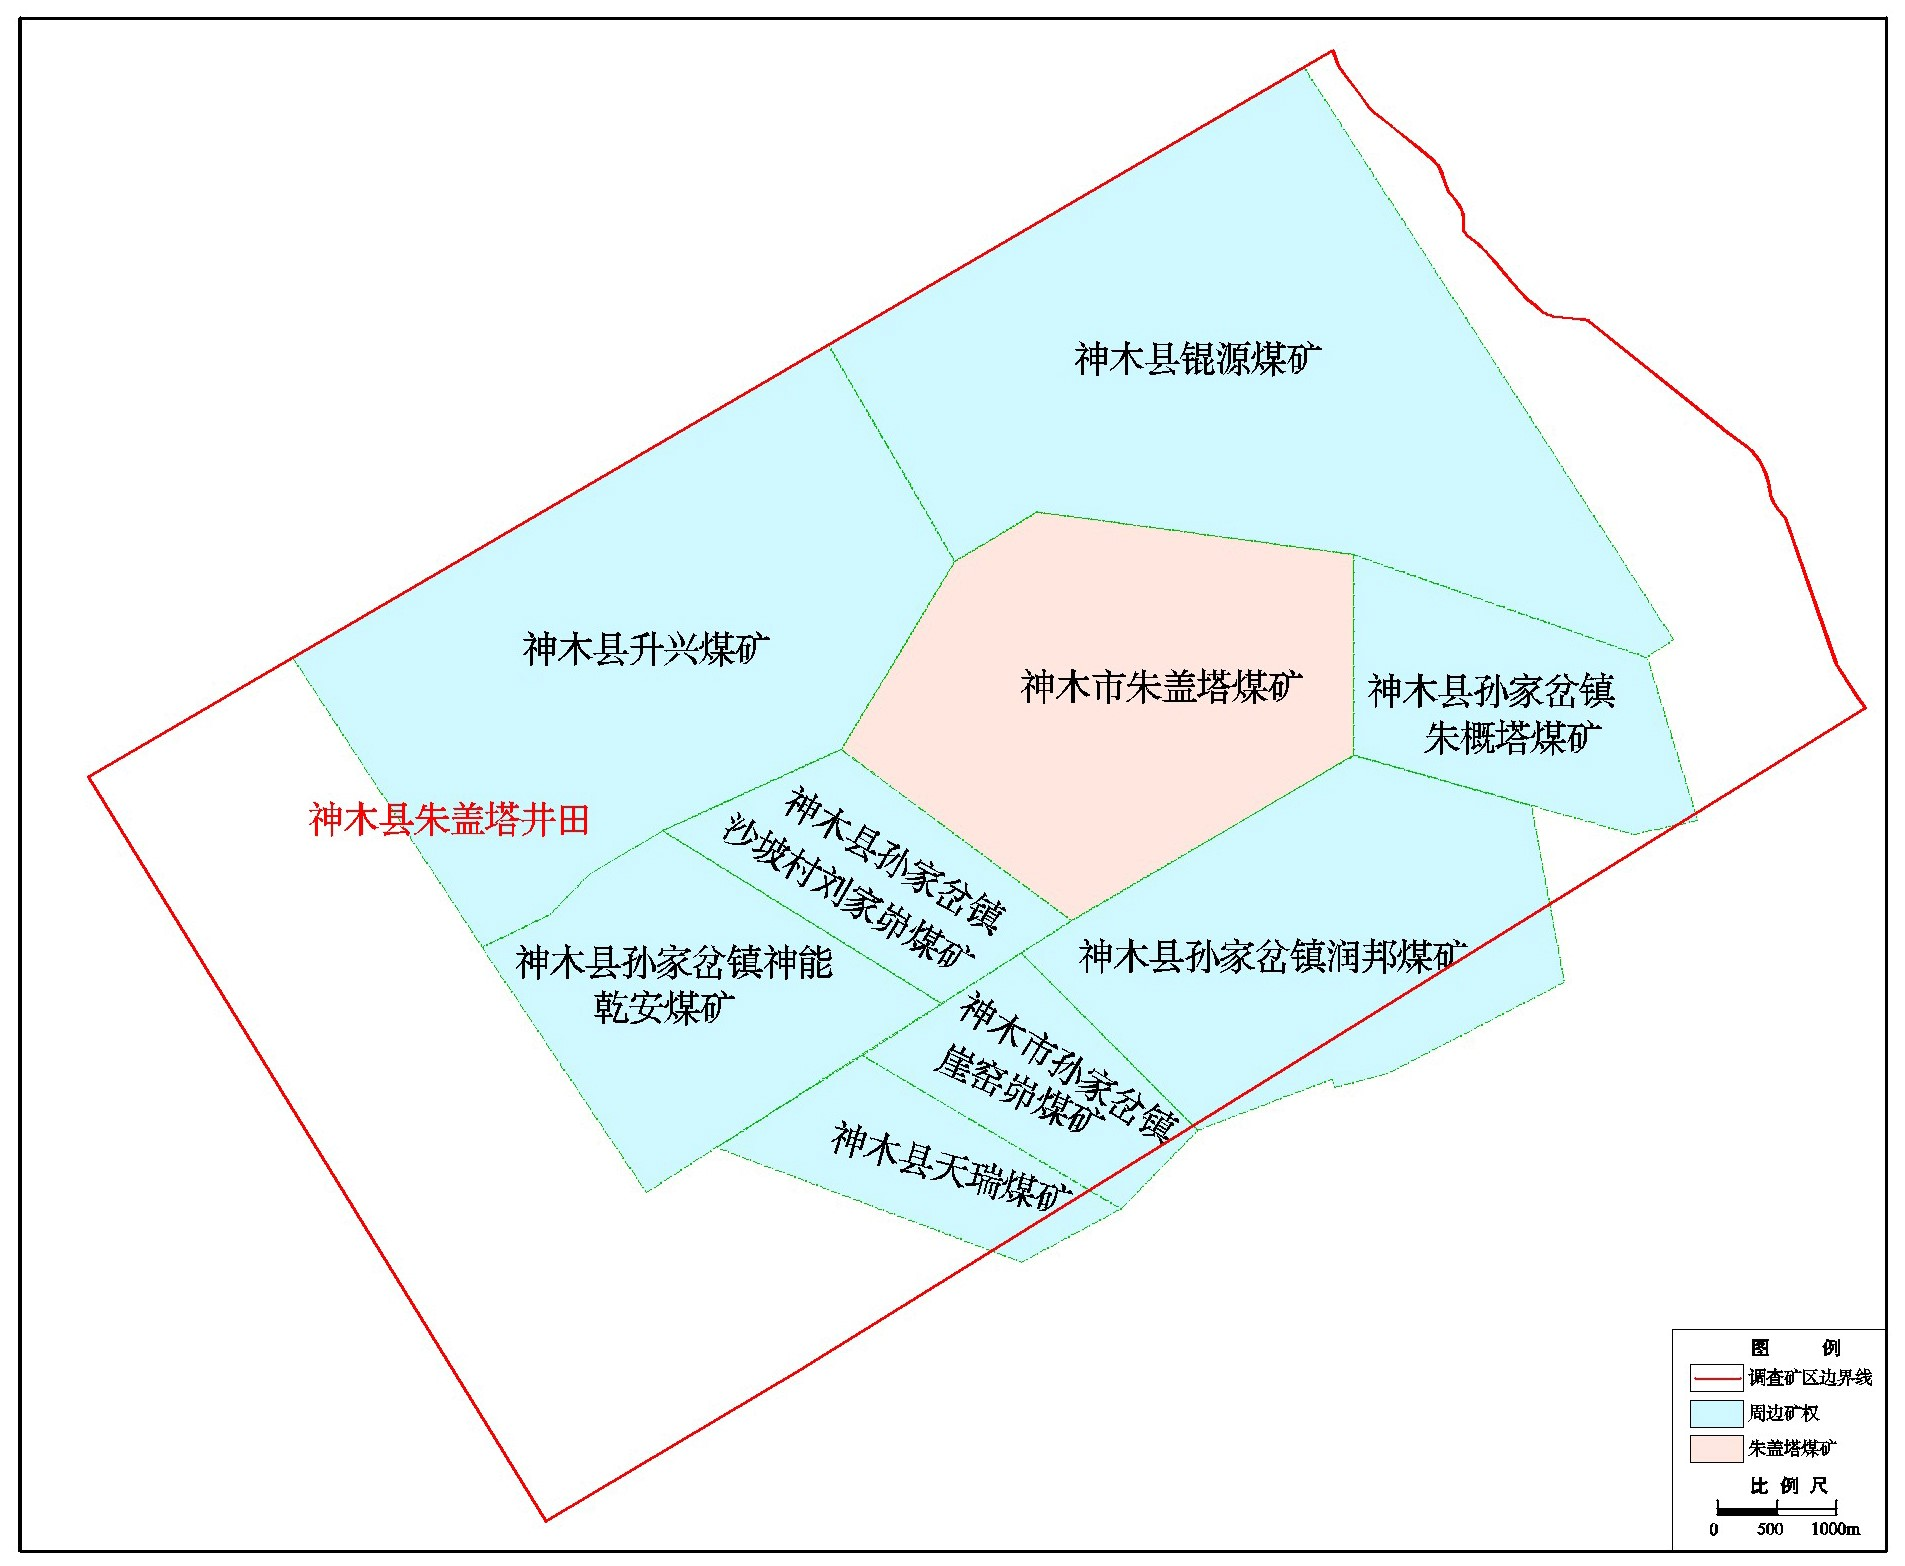 神木县锟源煤矿
神木县升兴煤矿
神木市朱盖塔煤矿
神木县孙家岔镇
朱概塔煤矿
神木县朱盖塔井田
神木县孙家岔镇
沙坡村刘家峁煤矿
神木县孙家岔镇神能
乾安煤矿
神木县孙家岔镇润邦煤矿
神木市孙家岔镇
崖窑峁煤矿
神木县天瑞煤矿
图 例
调查矿区边界线
周边矿权
朱盖塔煤矿
比 例 尺
0 500 1000m